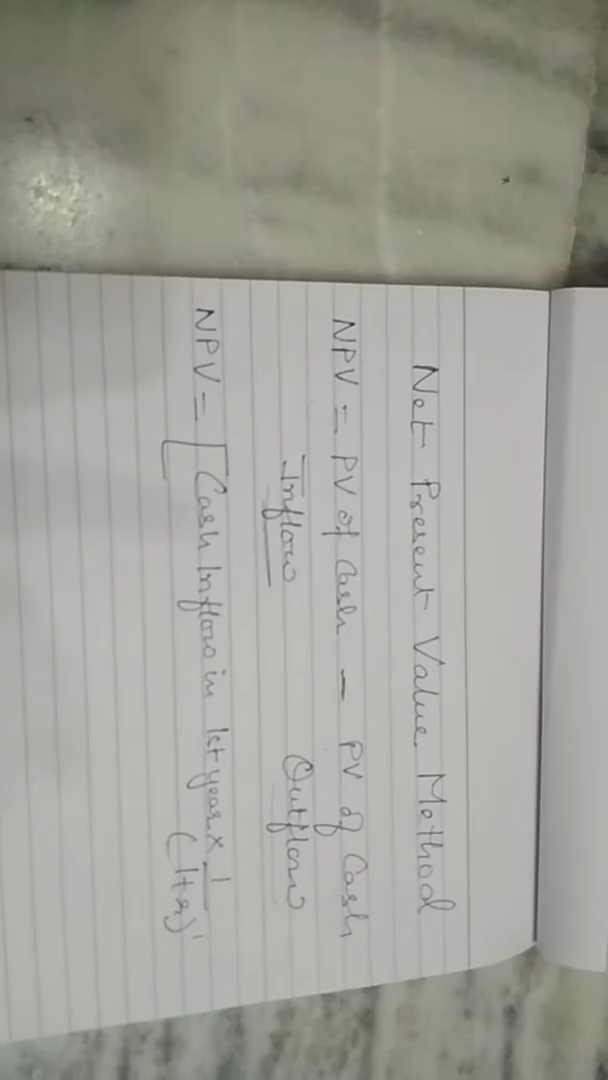 Net Present Value Method
NPV = PV of Cash - PV of Cash
Inflow Outflow
NPV = [Cash Inflow in 1st year x 1
(1+r)¹